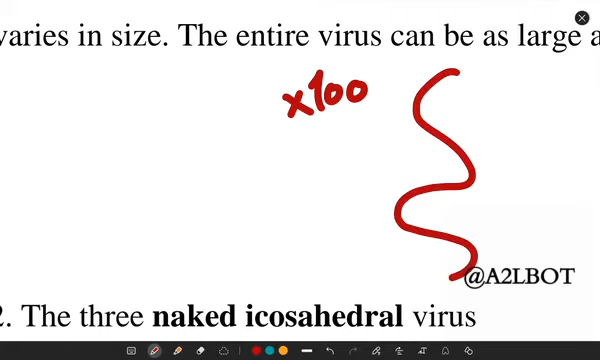 varies in size. The entire virus can be as large a
x100
@A2LBOT
2. The three naked icosahedral virus